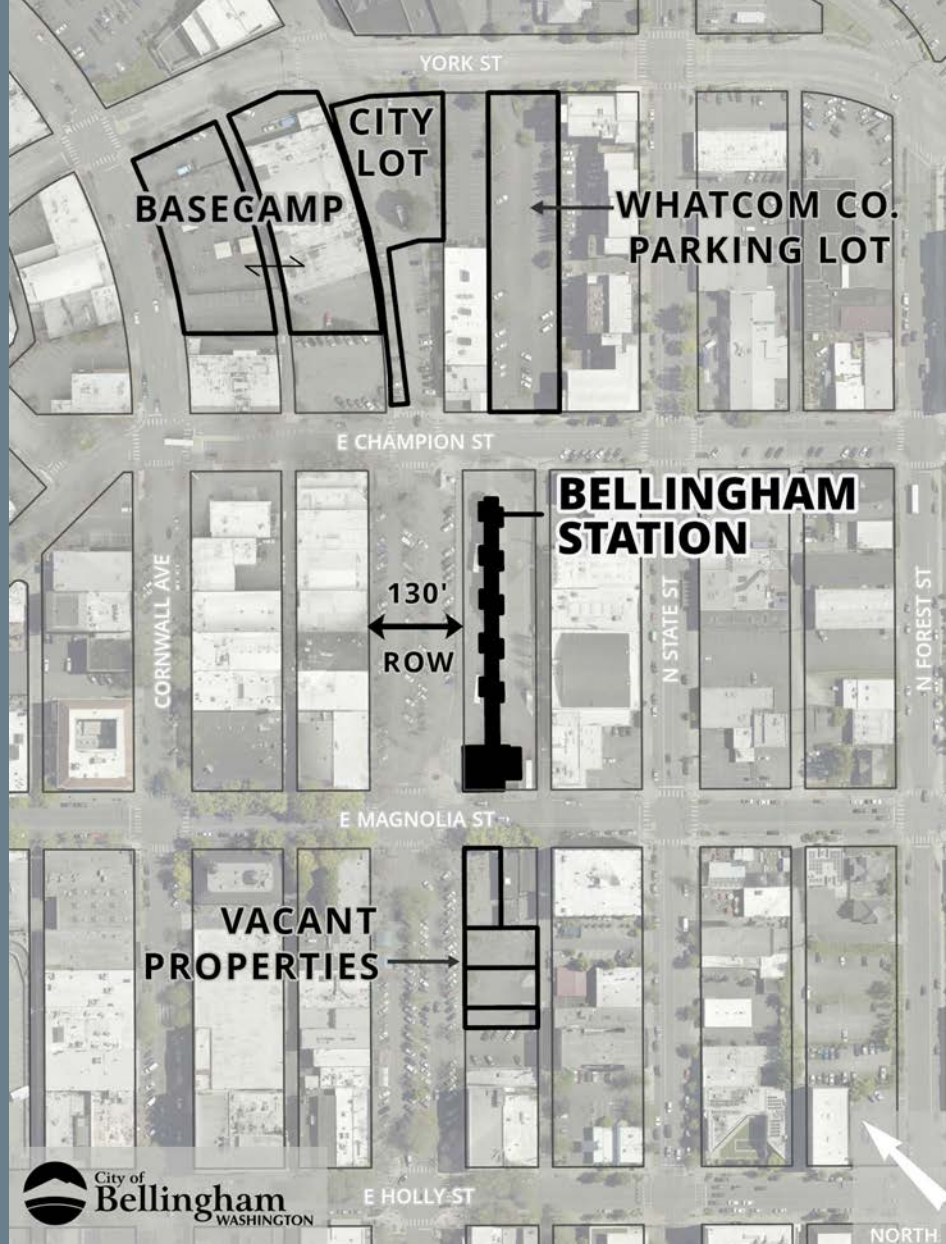 YORK ST
CITY
LOT
BASECAMP
WHATCOM CO.
PARKING LOT
E CHAMPION ST
BELLINGHAM
STATION
CORNWALL AVE
130'
ROW
N STATE ST
N FOREST ST
E MAGNOLIA ST
VACANT
PROPERTIES
City of
Bellingham
WASHINGTON
E HOLLY ST
NORTH